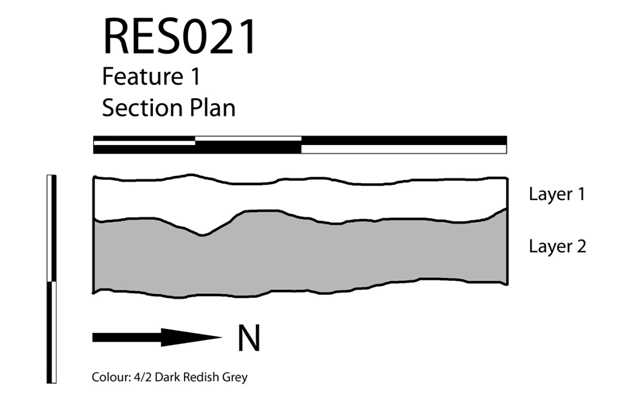 RES021
Feature 1
Section Plan
Layer 1
Layer 2
N
Colour: 4/2 Dark Redish Grey